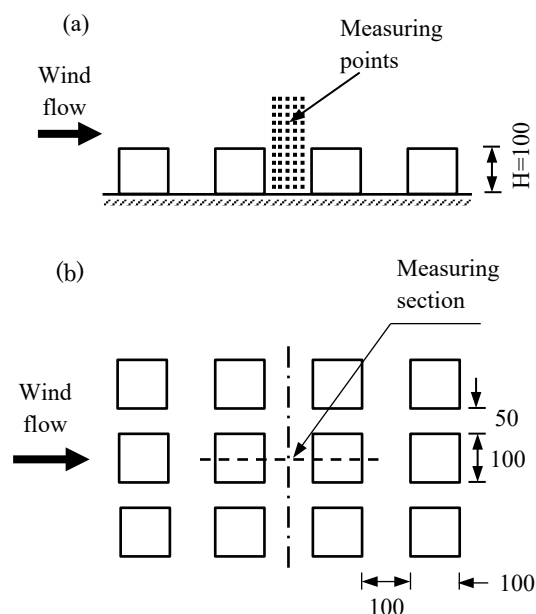 (a)
Measuring
points
Wind
flow
H=100
(b)
Measuring
section
Wind
flow
50
100
100
100